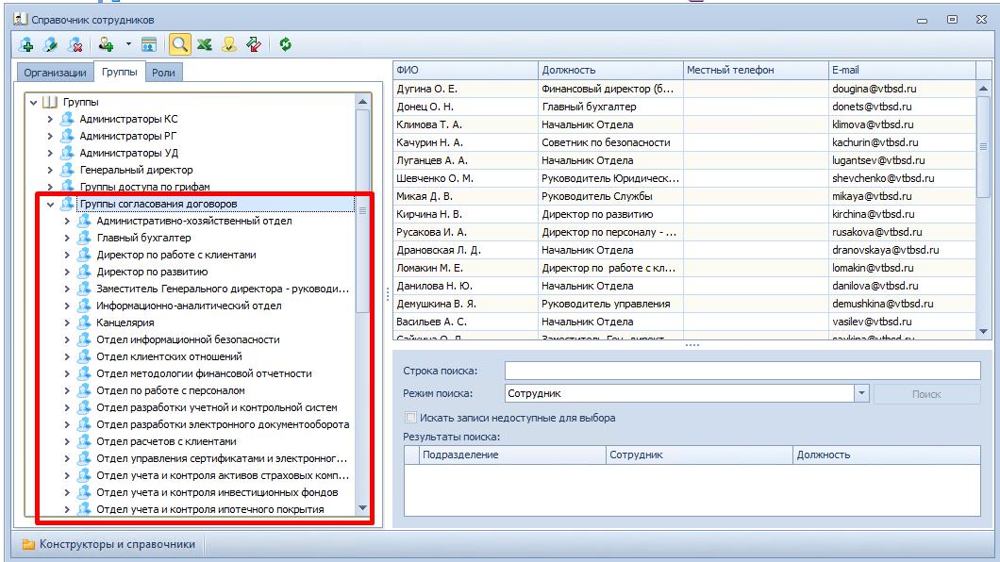 Справочник сотрудников
Организации Группы Роли
Группы
Администраторы КС
Администраторы РГ
Администраторы УД
Генеральный директор
Группы доступа по грифам
Группы согласования договоров
Административно-хозяйственный отдел
Главный бухгалтер
Директор по работе с клиентами
Директор по развитию
Заместитель Генерального директора - руководи...
Информационно-аналитический отдел
Канцелярия
Отдел информационной безопасности
Отдел клиентских отношений
Отдел методологии финансовой отчетности
Отдел по работе с персоналом
Отдел разработки учетной и контрольной систем
Отдел разработки электронного документооборота
Отдел расчетов с клиентами
Отдел управления сертификатами и электронног...
Отдел учета и контроля активов страховых комп...
Отдел учета и контроля инвестиционных фондов
Отдел учета и контроля ипотечного покрытия
ФИО Должность Местный телефон E-mail
Дугина О. Е. Финансовый директор (б... dougina@vtbsd.ru
Донец О. Н. Главный бухгалтер donets@vtbsd.ru
Климова Т. А. Начальник Отдела klimova@vtbsd.ru
Качурин Н. А. Советник по безопасности kachurin@vtbsd.ru
Луганцев А. А. Начальник Отдела lugantsev@vtbsd.ru
Шевченко О. М. Руководитель Юридическ... shevchenko@vtbsd.ru
Микая Д. В. Руководитель Службы mikaya@vtbsd.ru
Кирчина Н. В. Директор по развитию kirchina@vtbsd.ru
Русакова И. А. Директор по персоналу - ... rusakova@vtbsd.ru
Драновская Л. Д. Начальник Отдела dranovskaya@vtbsd.ru
Ломакин М. Е. Директор по работе с кл... lomakin@vtbsd.ru
Данилова Н. Ю. Начальник Отдела danilova@vtbsd.ru
Демушкина В. Я. Руководитель управления demushkina@vtbsd.ru
Васильев А. С. Начальник Отдела vasilev@vtbsd.ru
Строка поиска:
Режим поиска: Сотрудник Поиск
Искать записи недоступные для выбора
Результаты поиска:
Подразделение Сотрудник Должность
Конструкторы и справочники